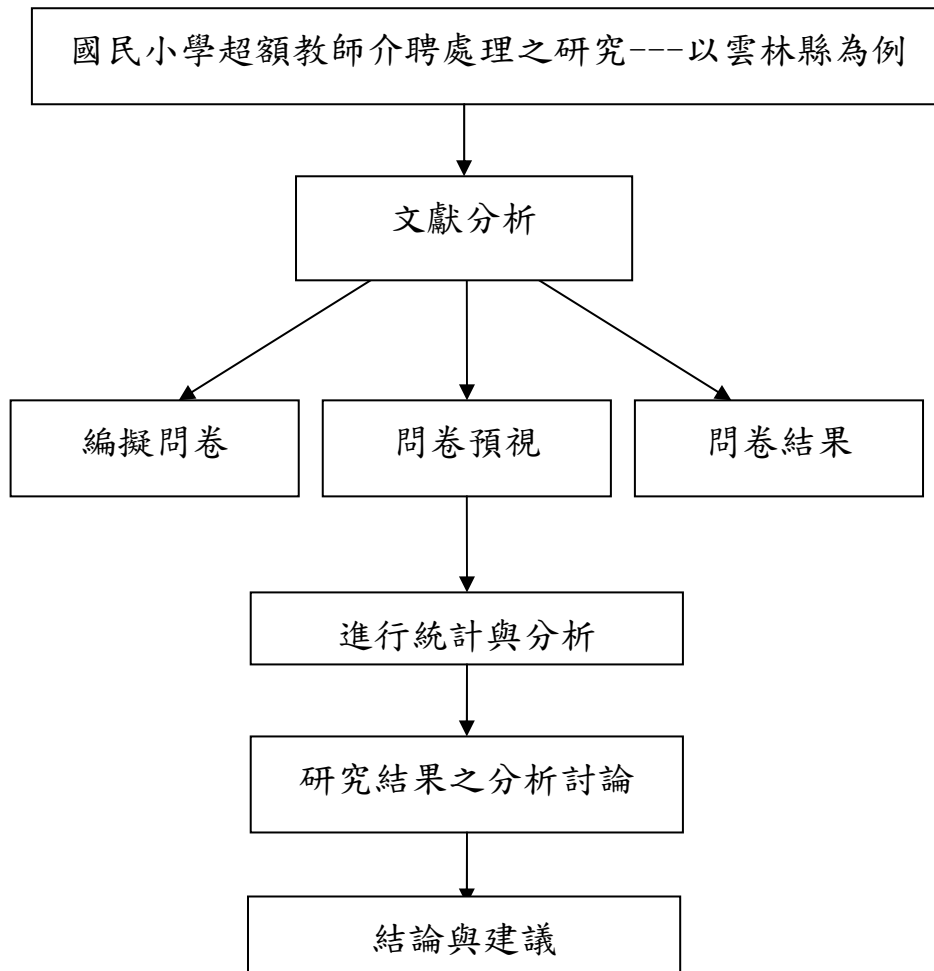 國民小學超額教師介聘處理之研究---以雲林縣為例
文獻分析
編擬問卷
問卷預視
問卷結果
進行統計與分析
研究結果之分析討論
結論與建議